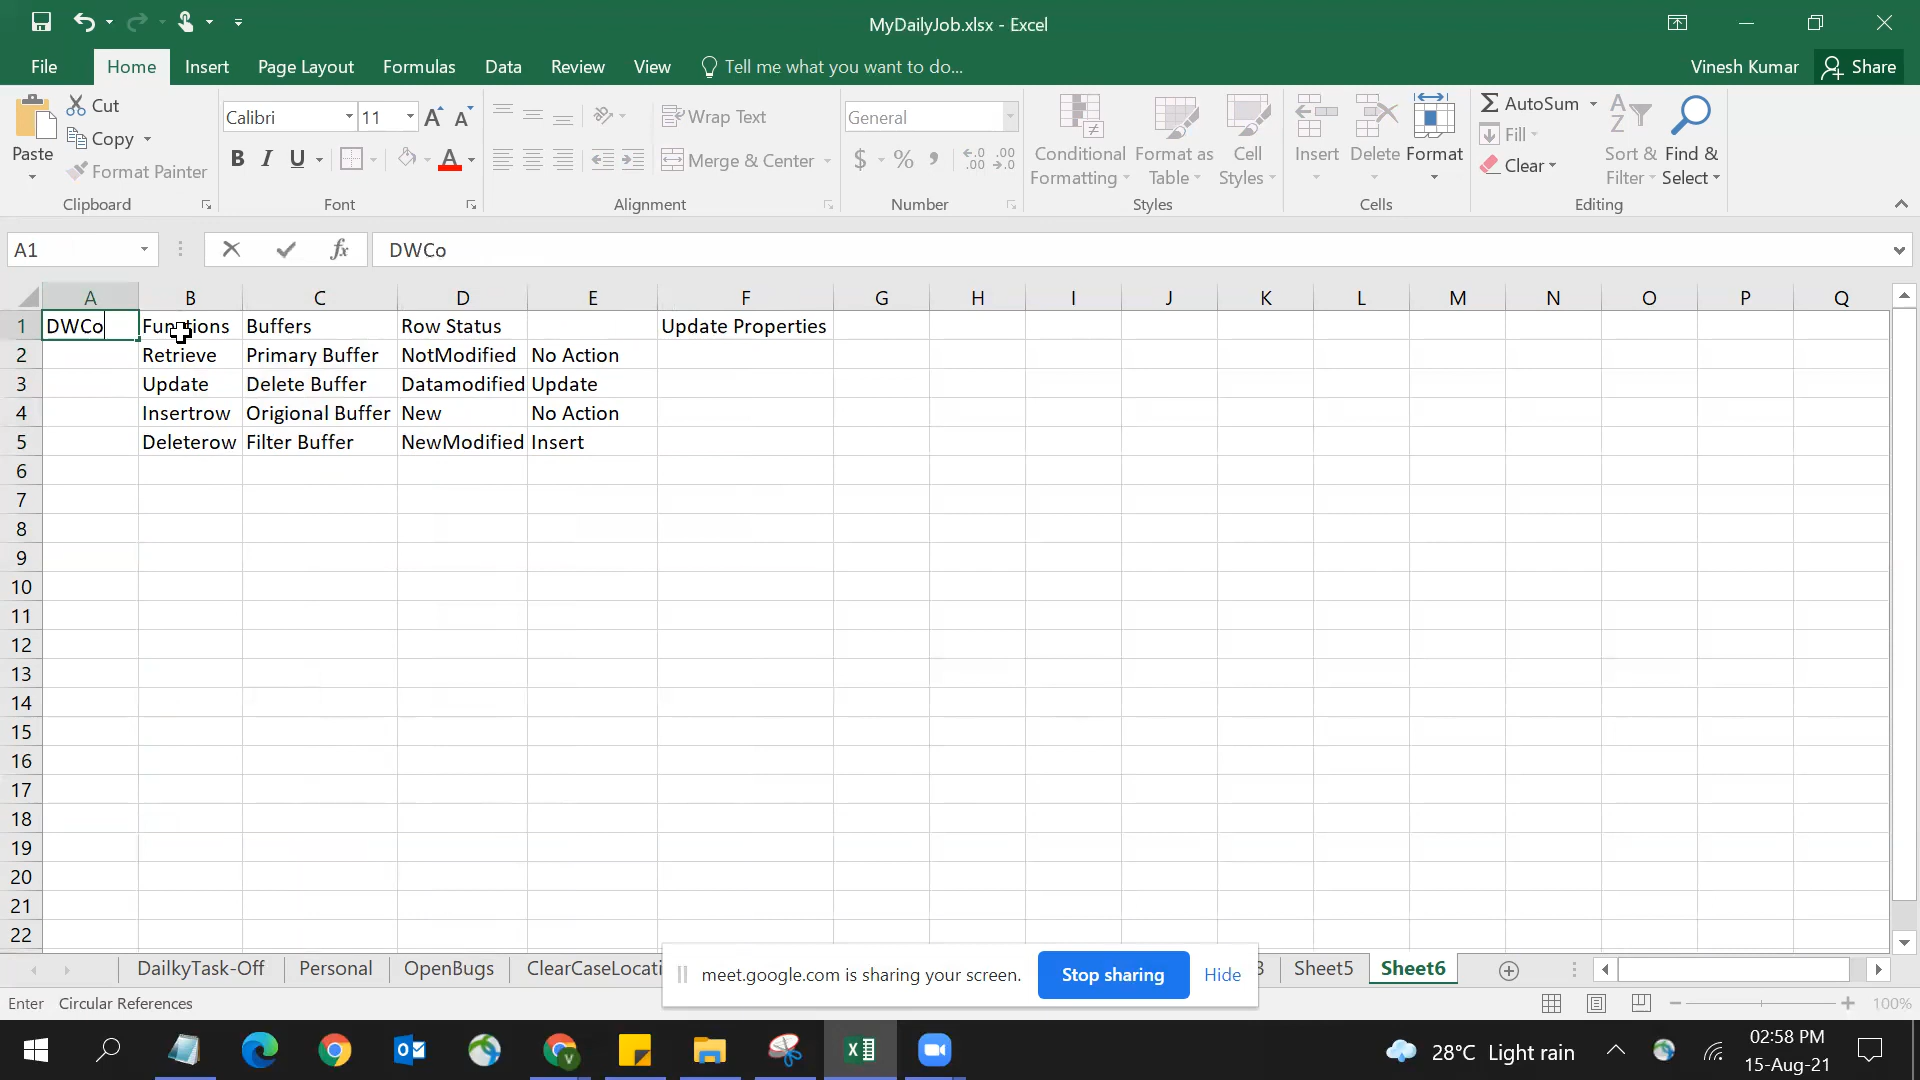 MyDailyJob.xlsx - Excel
File Home Insert Page Layout Formulas Data Review View Tell me what you want to do... Vinesh Kumar Share
Paste Cut Copy Format Painter Clipboard
Calibri 11 A A B I U A Font
Wrap Text Merge & Center Alignment
General $ % , Number
Conditional Formatting Format as Table Cell Styles Styles
Insert Delete Format Cells
AutoSum Fill Clear Sort & Filter Find & Select Editing
A1 fx DWCo
A B C D E F G H I J K L M N O P Q
1 DWCo Functions Buffers Row Status Update Properties
2 Retrieve Primary Buffer NotModified No Action
3 Update Delete Buffer Datamodified Update
4 Insertrow Origional Buffer New No Action
5 Deleterow Filter Buffer NewModified Insert
6
7
8
9
10
11
12
13
14
15
16
17
18
19
20
21
22
DailkyTask-Off Personal OpenBugs ClearCaseLocati 3 Sheet5 Sheet6
meet.google.com is sharing your screen. Stop sharing Hide
Enter Circular References 100%
28°C Light rain 02:58 PM
15-Aug-21